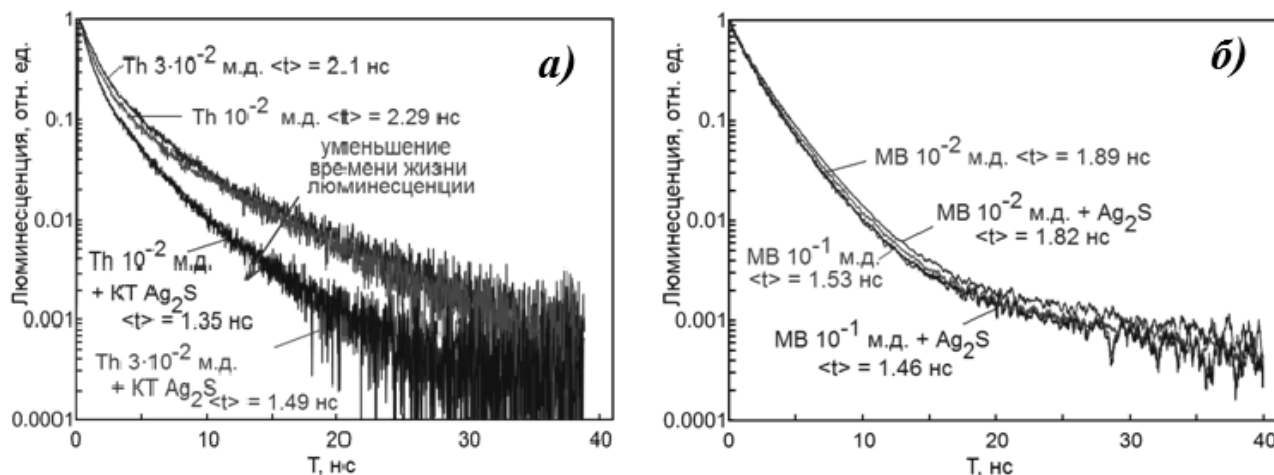 а)
Люминесценция, отн. ед.
1
0.1
0.01
0.001
0.0001
Th 3·10-2 м.д. <t> = 2.1 нс
Th 10-2 м.д. <t> = 2.29 нс
уменьшение
времени жизни
люминесценции
Th 10-2 м.д.
+ КТ Ag2S
<t> = 1.35 нс
Th 3·10-2 м.д.
+ КТ Ag2S <t> = 1.49 нс
0 10 20 30 40
Т, нс
б)
Люминесценция, отн. ед.
1
0.1
0.01
0.001
0.0001
MB 10-2 м.д. <t> = 1.89 нс
MB 10-2 м.д. + Ag2S
<t> = 1.82 нс
MB 10-1 м.д.
<t> = 1.53 нс
MB 10-1 м.д. + Ag2S
<t> = 1.46 нс
0 10 20 30 40
Т, нс